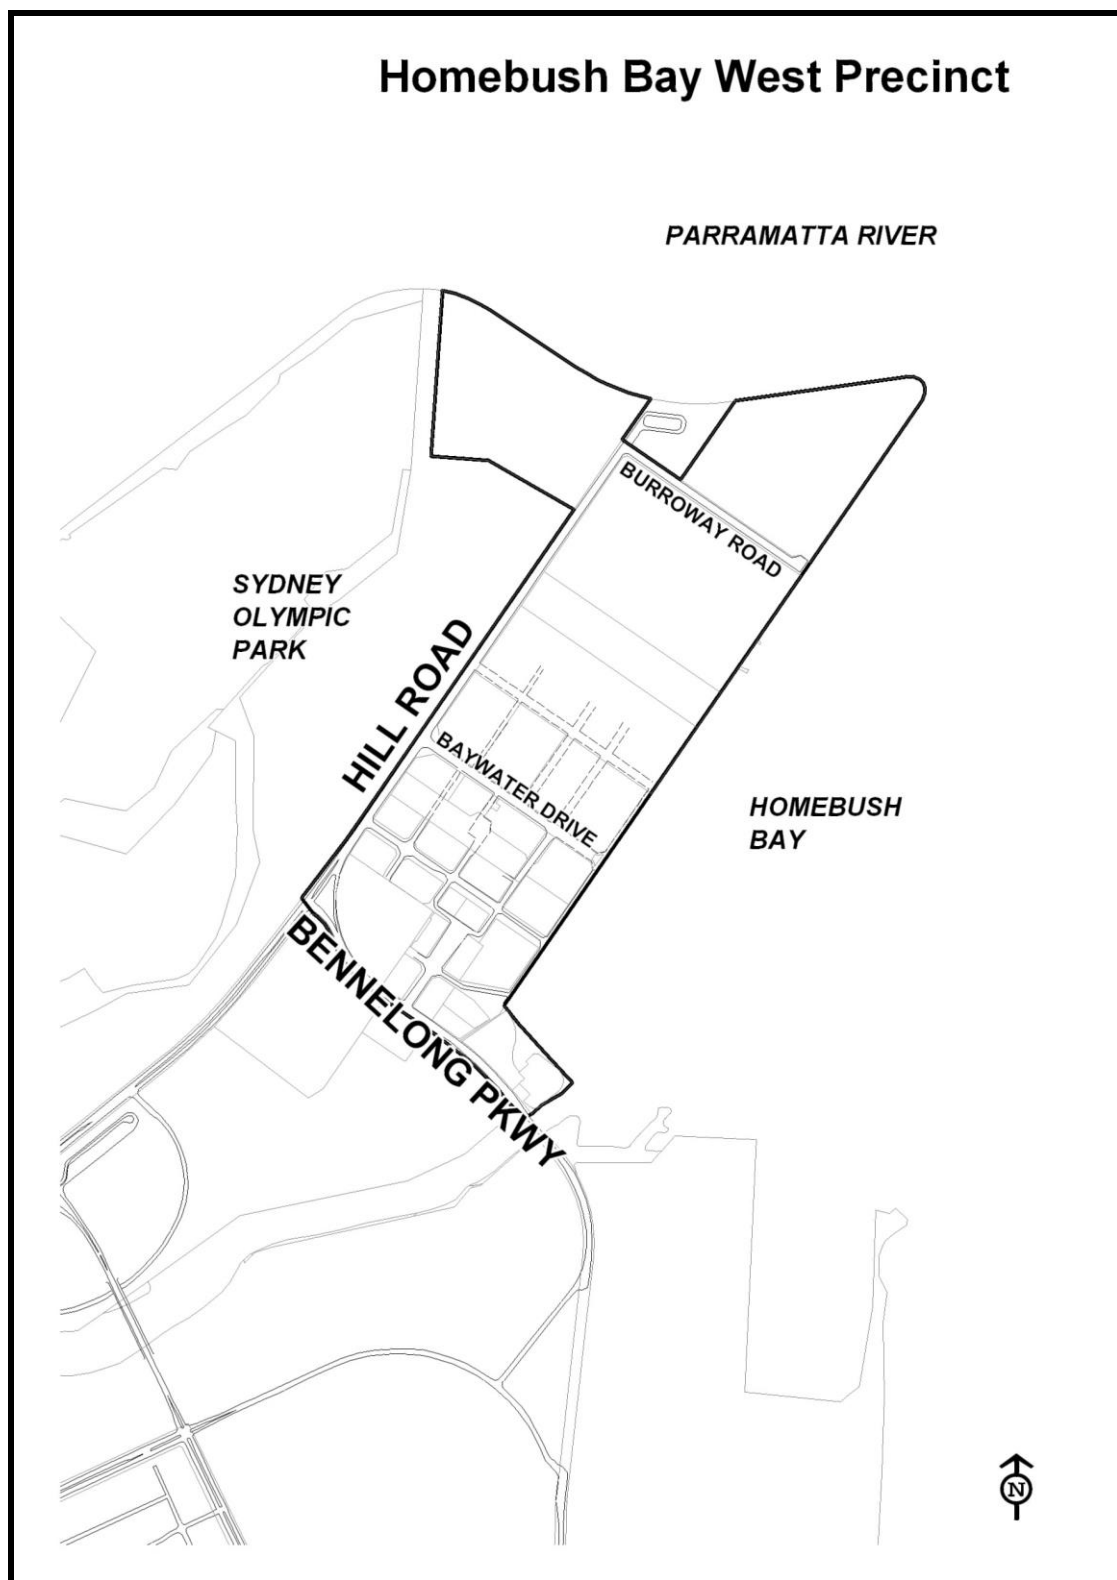 Homebush Bay West Precinct
PARRAMATTA RIVER
BURROWAY ROAD
SYDNEY
OLYMPIC
PARK
HILL ROAD
BAYWATER DRIVE
HOMEBUSH
BAY
BENNELONG PKWY
N